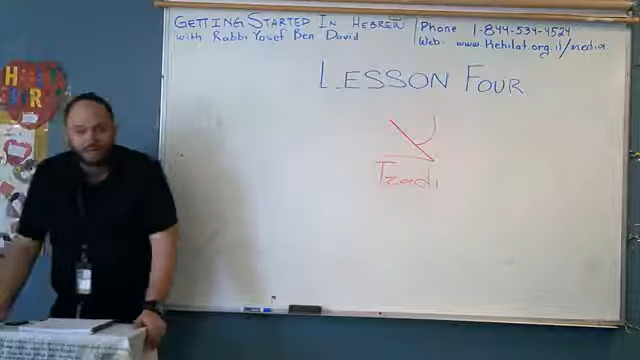 GETTING STARTED IN HEBREW
with Rabbi Yosef Ben David
Phone 1-844-534-4524
Web: www.Kehilat.org.il/media
LESSON FOUR
צ
Tzadi